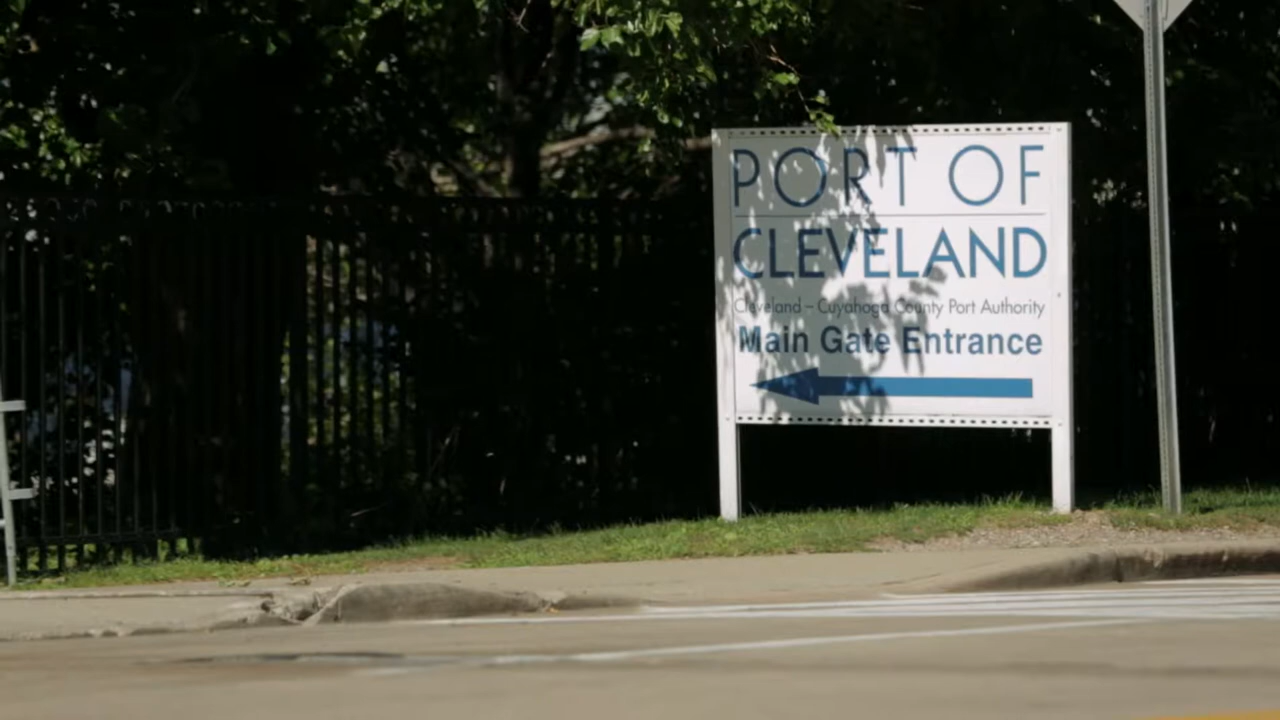 PORT OF
CLEVELAND
Cleveland – Cuyahoga County Port Authority
Main Gate Entrance